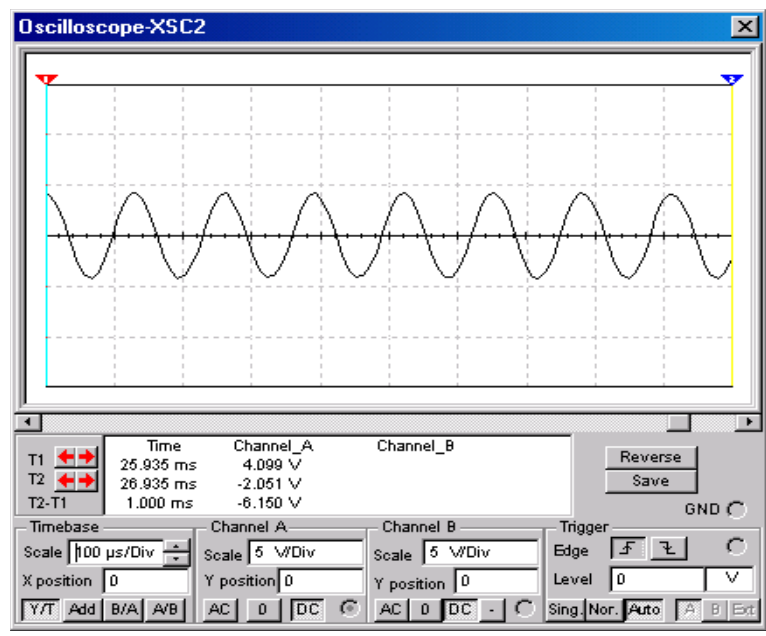 Oscilloscope-XSC2
1 2
Time Channel_A Channel_B
T1 25.935 ms 4.099 V
T2 26.935 ms -2.051 V
T2-T1 1.000 ms -6.150 V
Reverse
Save
GND
Timebase
Scale 100 µs/Div
X position 0
Y/T Add B/A A/B
Channel A
Scale 5 V/Div
Y position 0
AC 0 DC
Channel B
Scale 5 V/Div
Y position 0
AC 0 DC -
Trigger
Edge
Level 0 V
Sing. Nor. Auto A B Ext